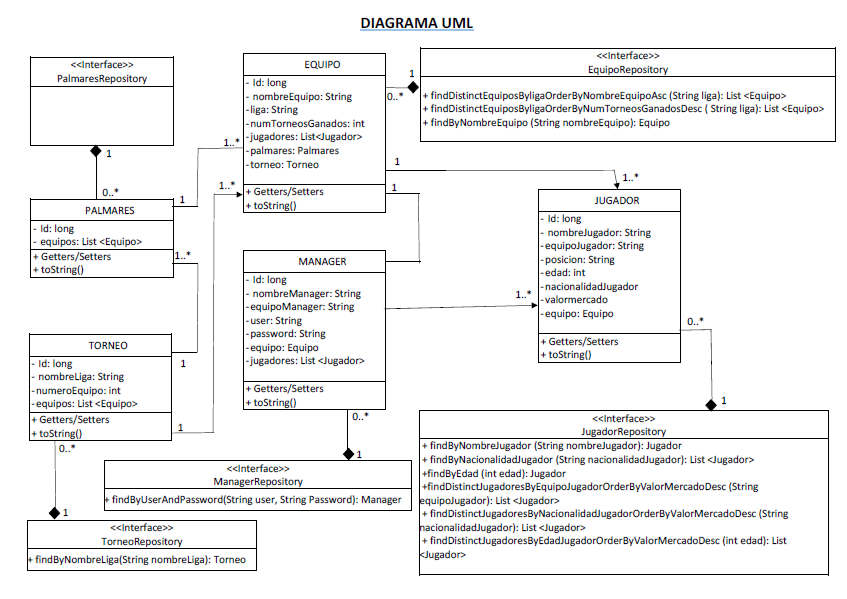 DIAGRAMA UML
<<Interface>>
PalmaresRepository
1
0..*
PALMARES
- Id: long
- equipos: List <Equipo>
+ Getters/Setters
+ toString()
1
1..*
EQUIPO
- Id: long
- nombreEquipo: String
-liga: String
- numTorneosGanados: int
- jugadores: List<Jugador>
- palmares: Palmares
-torneo: Torneo
+ Getters/Setters
+ toString()
1..*
1..*
1
0..*
1
1
<<Interface>>
EquipoRepository
+ findDistinctEquiposByligaOrderByNombreEquipoAsc (String liga): List <Equipo>
+ findDistinctEquiposByligaOrderByNumTorneosGanadosDesc ( String liga): List <Equipo>
+ findByNombreEquipo (String nombreEquipo): Equipo
1..*
JUGADOR
- Id: long
- nombreJugador: String
-equipoJugador: String
-posicion: String
-edad: int
-nacionalidadJugador
-valormercado
-equipo: Equipo
+ Getters/Setters
+ toString()
1..*
0..*
1
MANAGER
- Id: long
- nombreManager: String
-equipoManager: String
-user: String
-password: String
-equipo: Equipo
-jugadores: List <Jugador>
+ Getters/Setters
+ toString()
0..*
1
TORNEO
- Id: long
- nombreLiga: String
-numeroEquipo: int
-equipos: List <Equipo>
+ Getters/Setters
+ toString()
1
1
0..*
1
<<Interface>>
ManagerRepository
+ findByUserAndPassword(String user, String Password): Manager
<<Interface>>
TorneoRepository
+ findByNombreLiga(String nombreLiga): Torneo
<<Interface>>
JugadorRepository
+ findByNombreJugador (String nombreJugador): Jugador
+ findByNacionalidadJugador (String nacionalidadJugador): List <Jugador>
+findByEdad (int edad): Jugador
+findDistinctJugadoresByEquipoJugadorOrderByValorMercadoDesc (String
equipoJugador): List <Jugador>
+ findDistinctJugadoresByNacionalidadJugadorOrderByValorMercadoDesc (String
nacionalidadJugador): List <Jugador>
+ findDistinctJugadoresByEdadJugadorOrderByValorMercadoDesc (int edad): List
<Jugador>